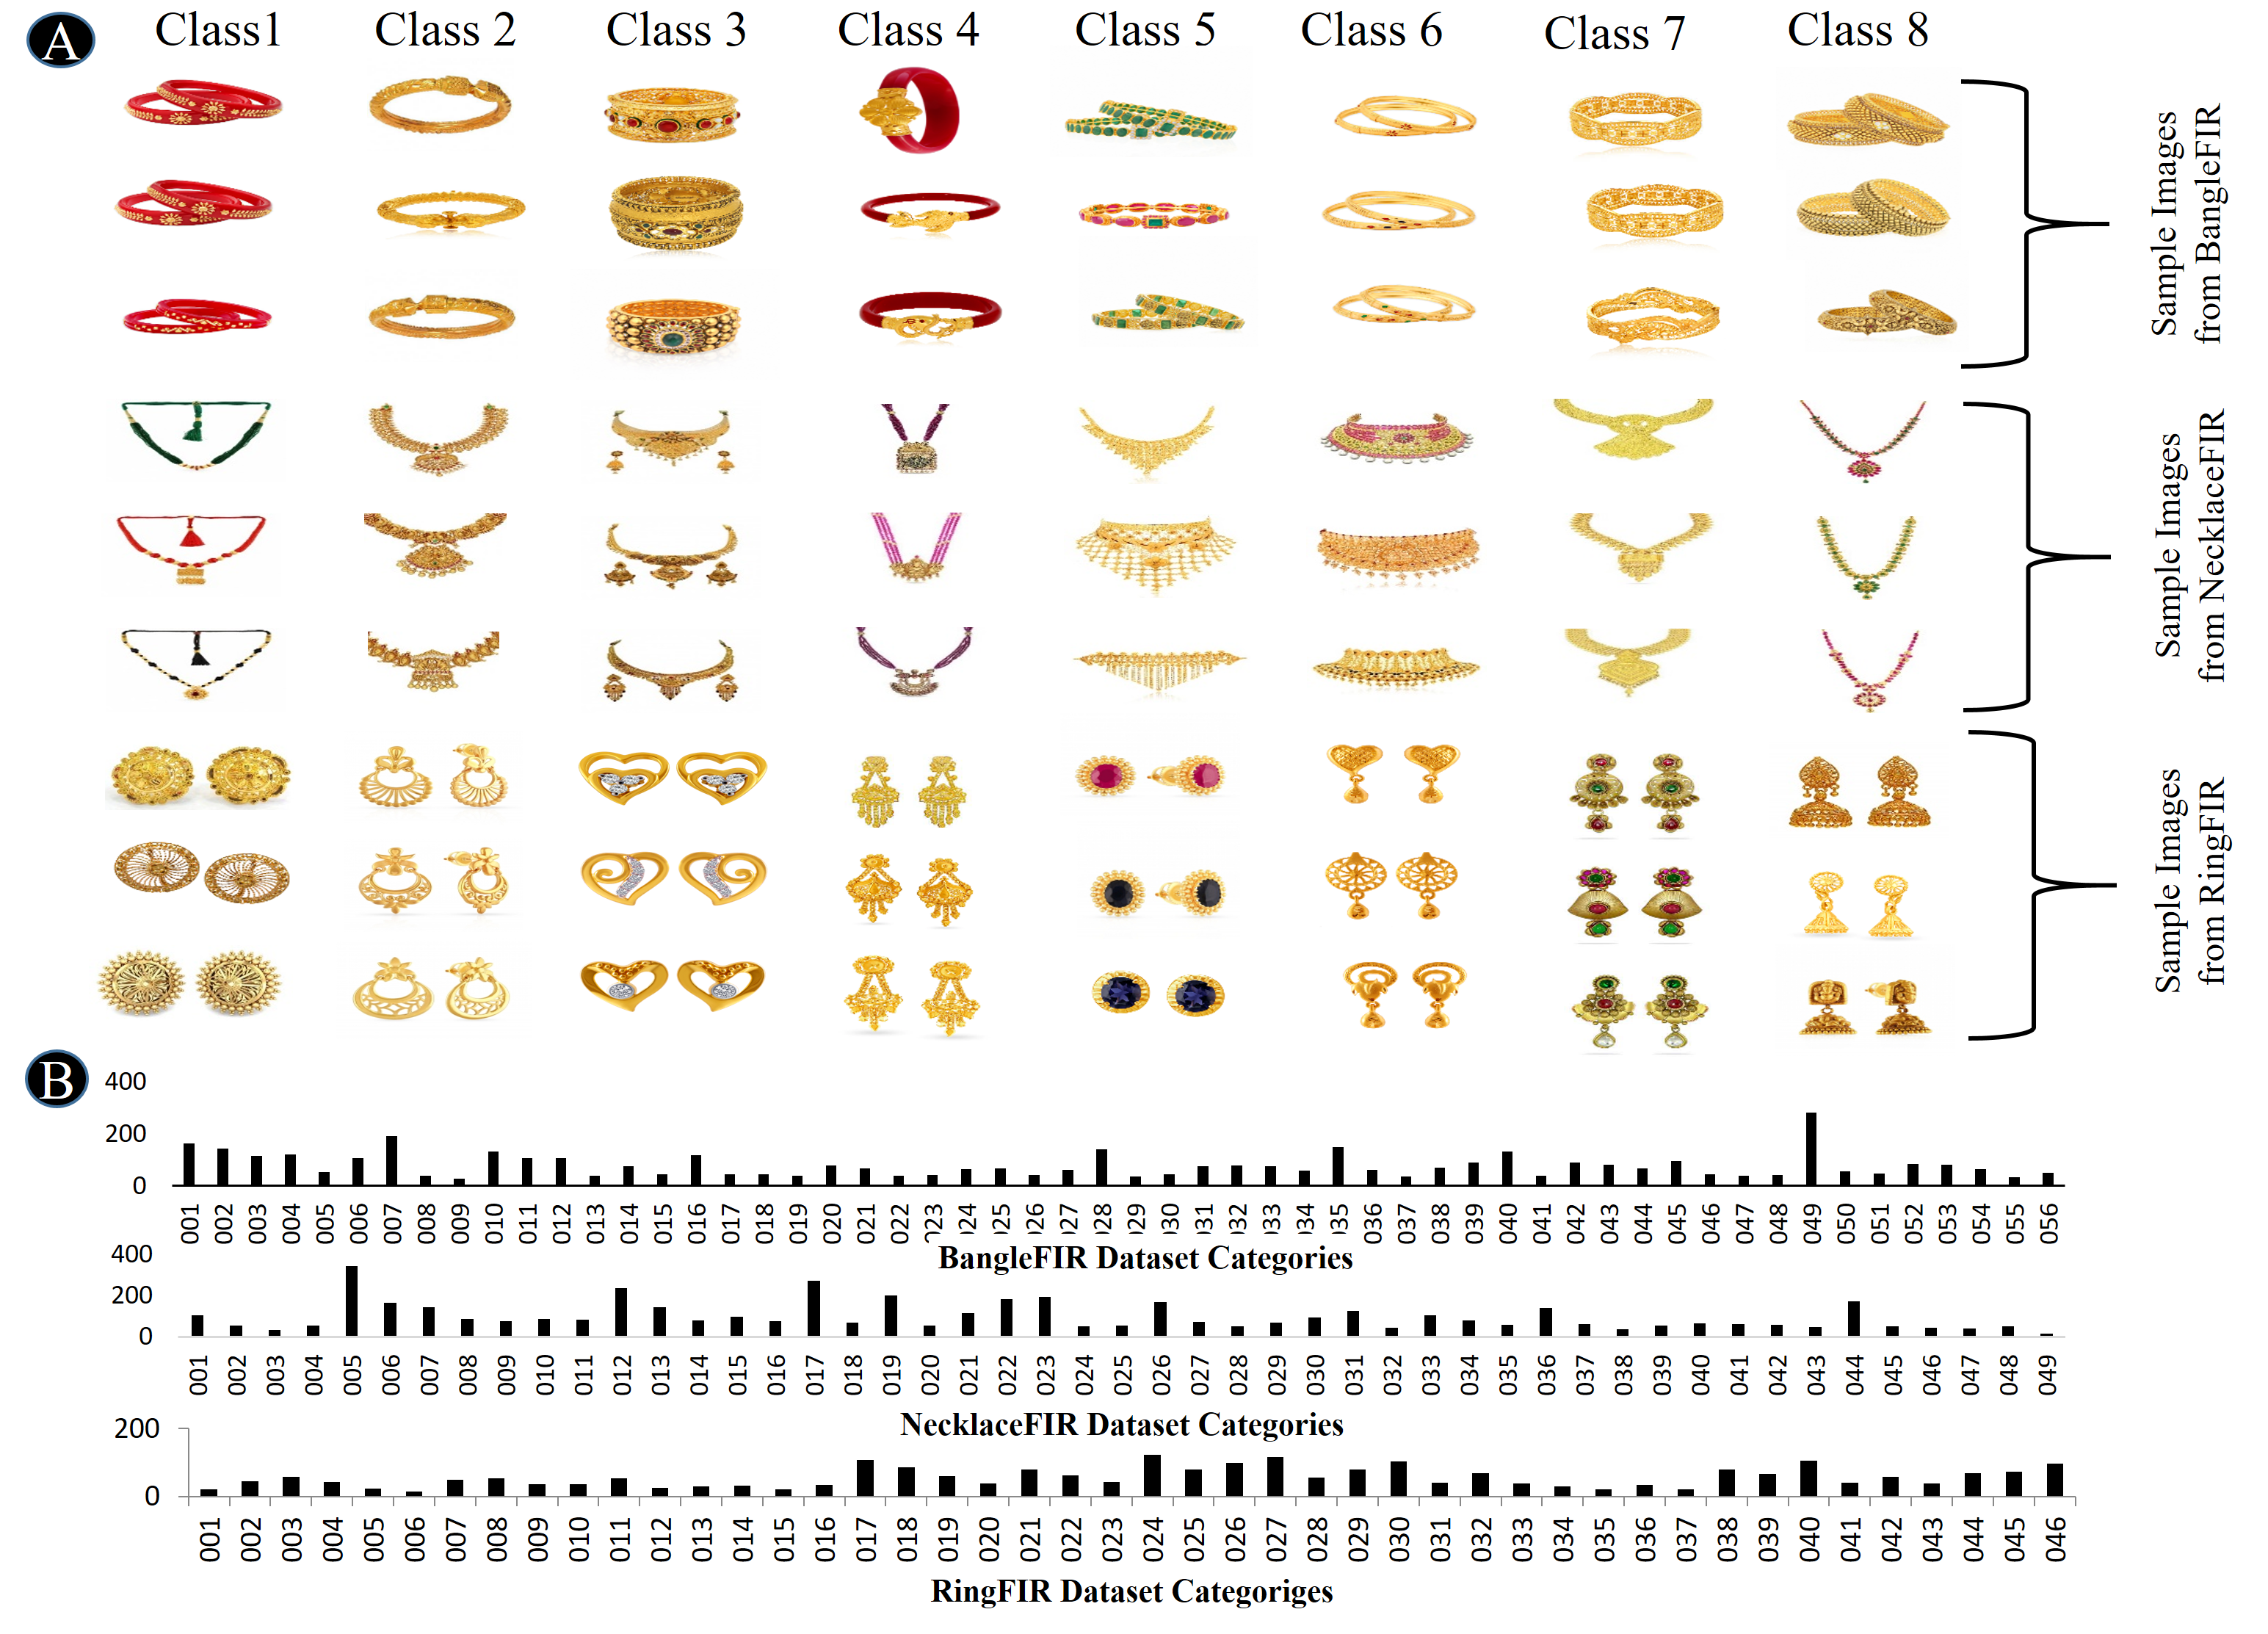 A
Class1 Class 2 Class 3 Class 4 Class 5 Class 6 Class 7 Class 8
Sample Images
from BangleFIR
Sample Images
from NecklaceFIR
Sample Images
from RingFIR
B
400
200
0
001 002 003 004 005 006 007 008 009 010 011 012 013 014 015 016 017 018 019 020 021 022 023 024 025 026 027 028 029 030 031 032 033 034 035 036 037 038 039 040 041 042 043 044 045 046 047 048 049 050 051 052 053 054 055 056
BangleFIR Dataset Categories
400
200
0
001 002 003 004 005 006 007 008 009 010 011 012 013 014 015 016 017 018 019 020 021 022 023 024 025 026 027 028 029 030 031 032 033 034 035 036 037 038 039 040 041 042 043 044 045 046 047 048 049
NecklaceFIR Dataset Categories
200
0
001 002 003 004 005 006 007 008 009 010 011 012 013 014 015 016 017 018 019 020 021 022 023 024 025 026 027 028 029 030 031 032 033 034 035 036 037 038 039 040 041 042 043 044 045 046
RingFIR Dataset Categoriges